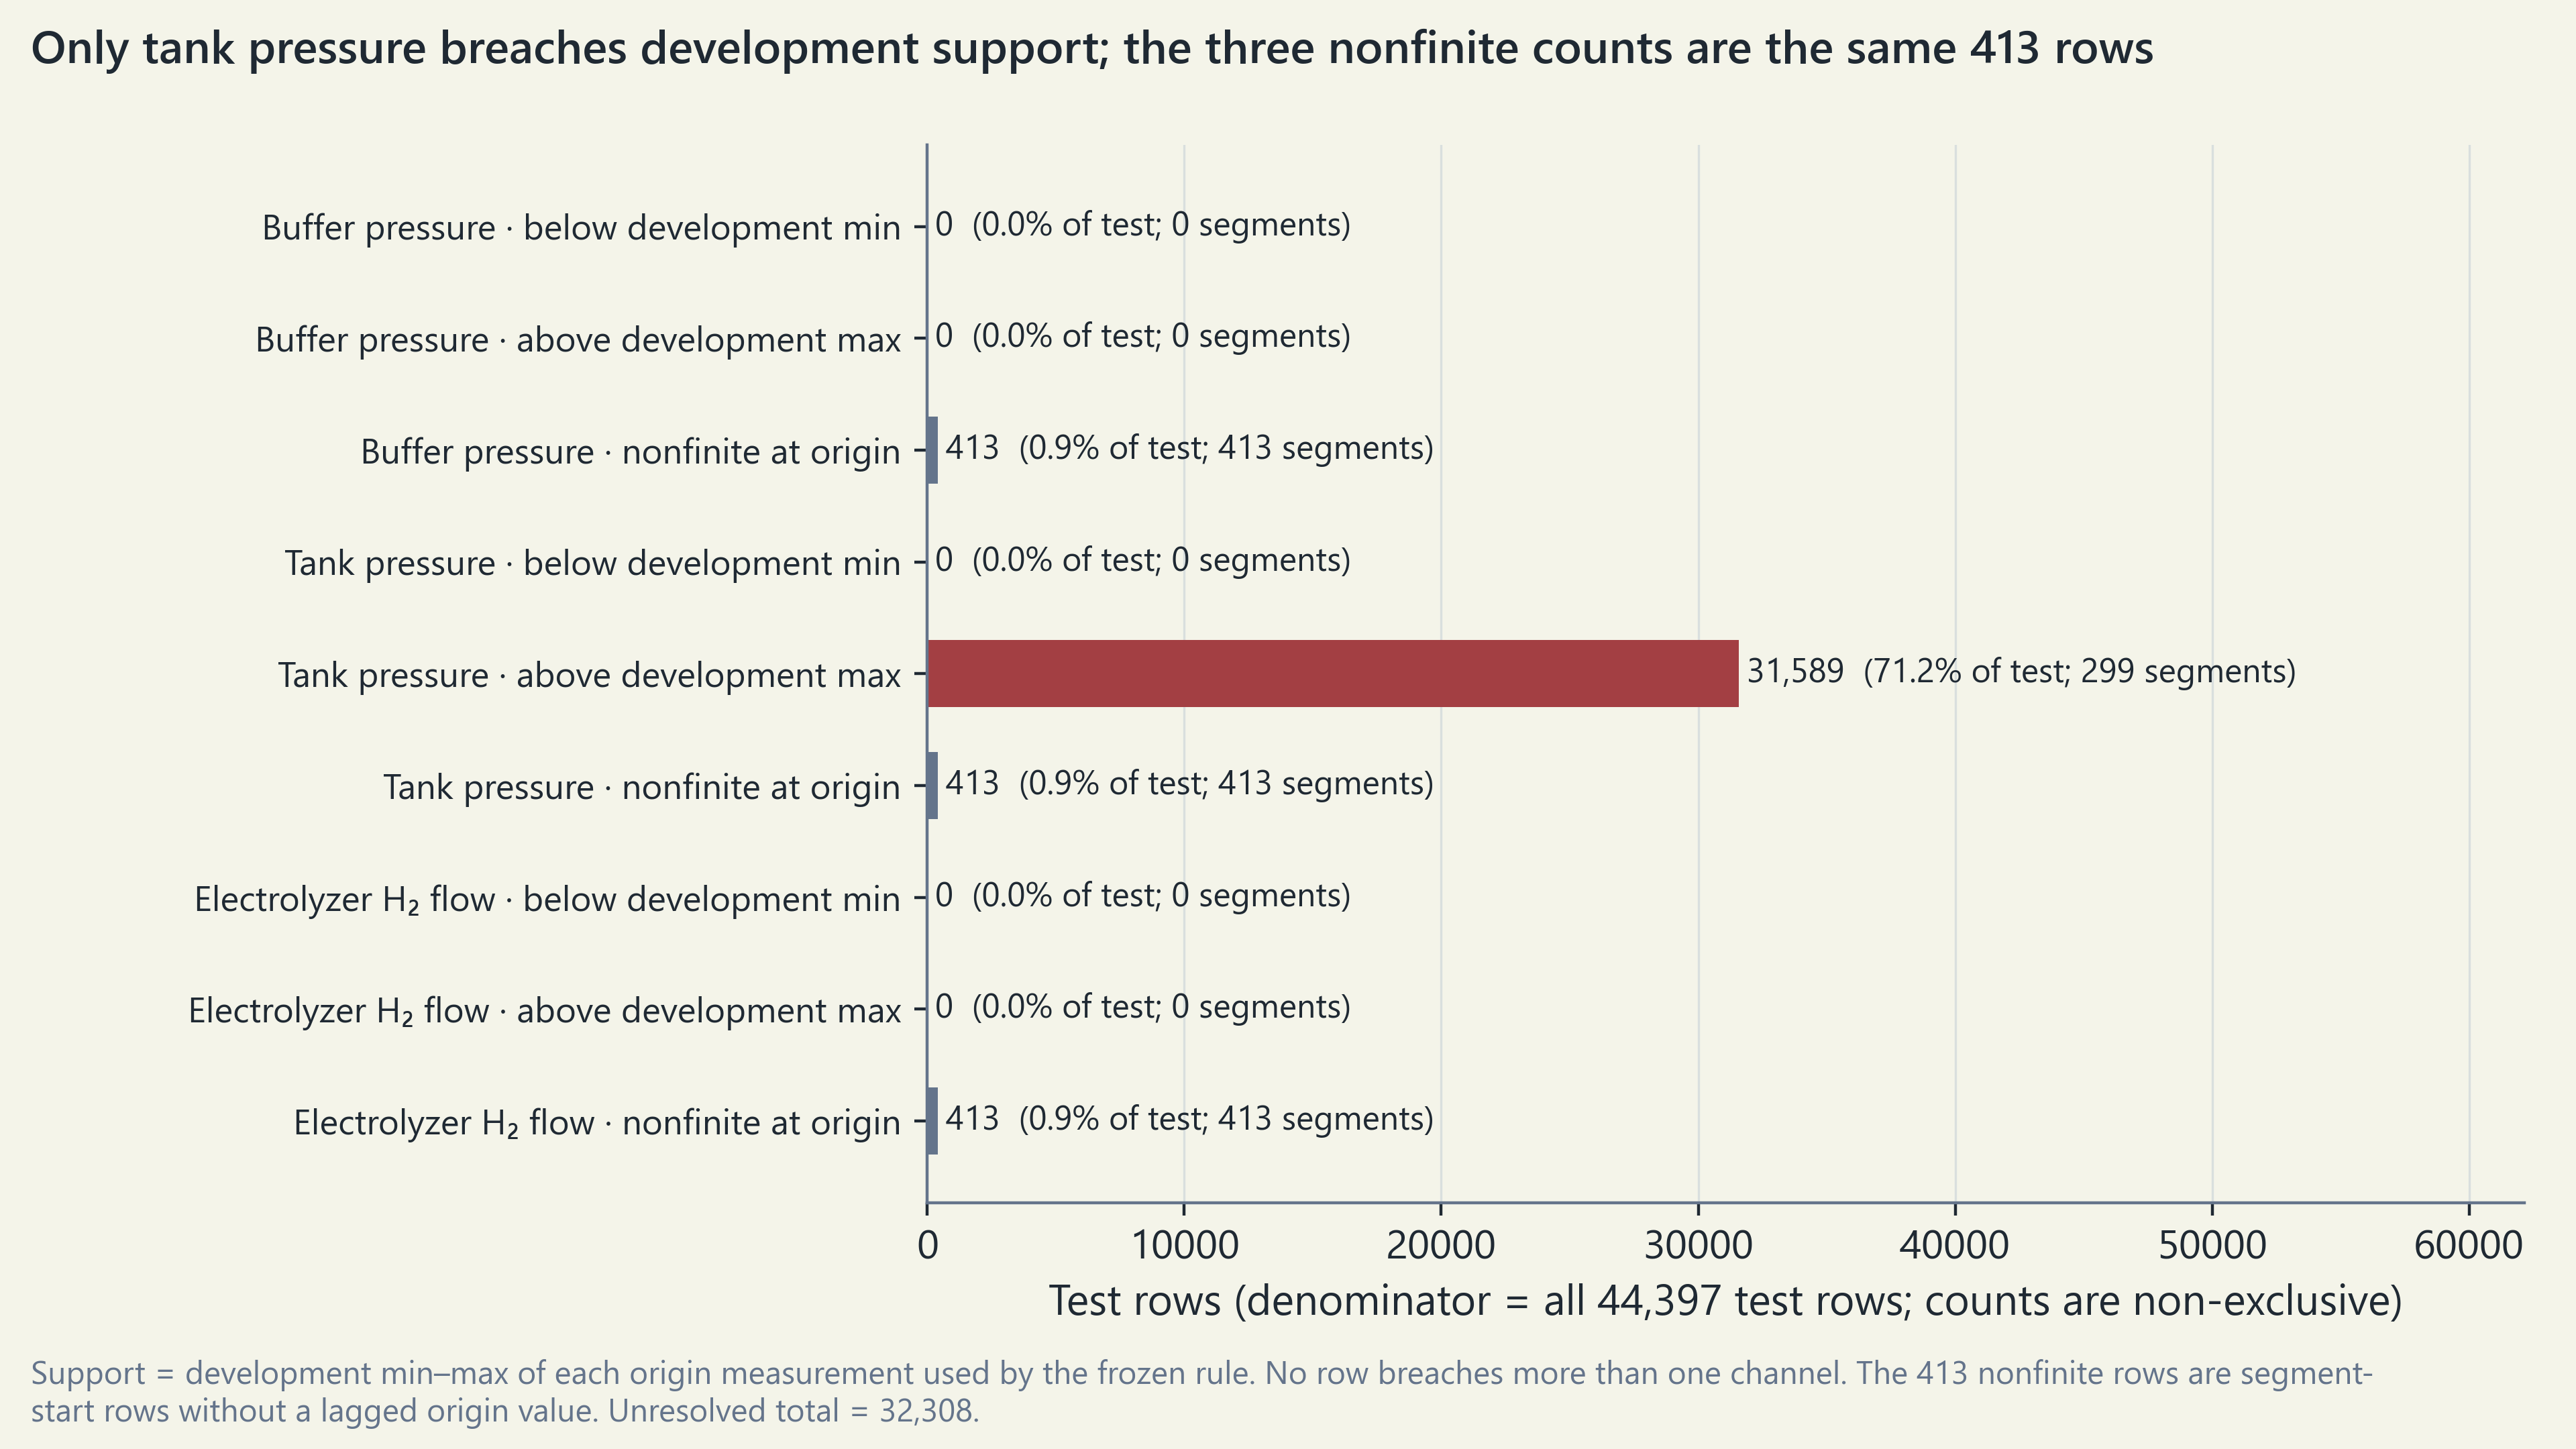 Only tank pressure breaches development support; the three nonfinite counts are the same 413 rows
Buffer pressure · below development min 0 (0.0% of test; 0 segments)
Buffer pressure · above development max 0 (0.0% of test; 0 segments)
Buffer pressure · nonfinite at origin 413 (0.9% of test; 413 segments)
Tank pressure · below development min 0 (0.0% of test; 0 segments)
Tank pressure · above development max 31,589 (71.2% of test; 299 segments)
Tank pressure · nonfinite at origin 413 (0.9% of test; 413 segments)
Electrolyzer H₂ flow · below development min 0 (0.0% of test; 0 segments)
Electrolyzer H₂ flow · above development max 0 (0.0% of test; 0 segments)
Electrolyzer H₂ flow · nonfinite at origin 413 (0.9% of test; 413 segments)
0 10000 20000 30000 40000 50000 60000
Test rows (denominator = all 44,397 test rows; counts are non-exclusive)
Support = development min–max of each origin measurement used by the frozen rule. No row breaches more than one channel. The 413 nonfinite rows are segment-
start rows without a lagged origin value. Unresolved total = 32,308.